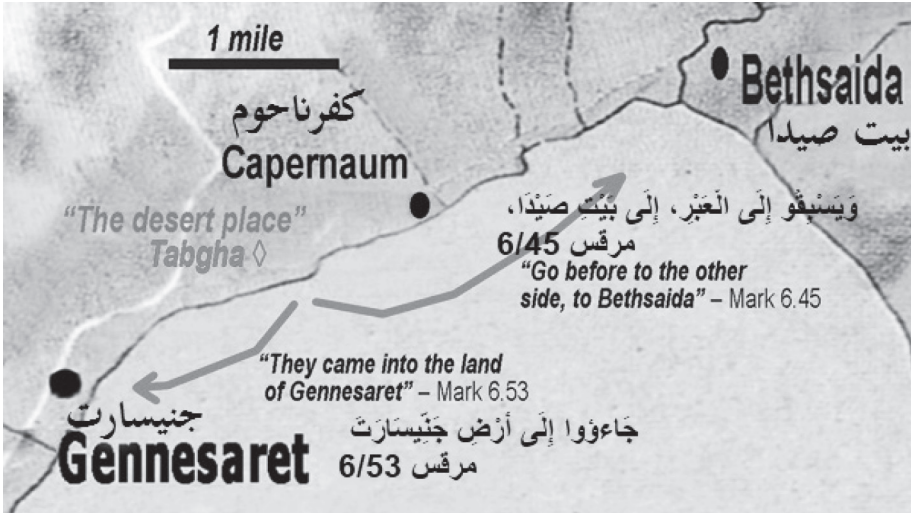 1 mile
كفرناحوم
Capernaum
Bethsaida
بيت صيدا
“The desert place”
Tabgha ◊
وَيَسْبِقُو إِلَى الْعَبْرِ، إِلَى بَيْتِ صَيْدَا،
مرقس 6/45
“Go before to the other
side, to Bethsaida” – Mark 6.45
“They came into the land
of Gennesaret” – Mark 6.53
جنيسارت
Gennesaret
جَاءؤوا إِلَى أَرْضِ جَنِّيسَارَتَ
مرقس 6/53